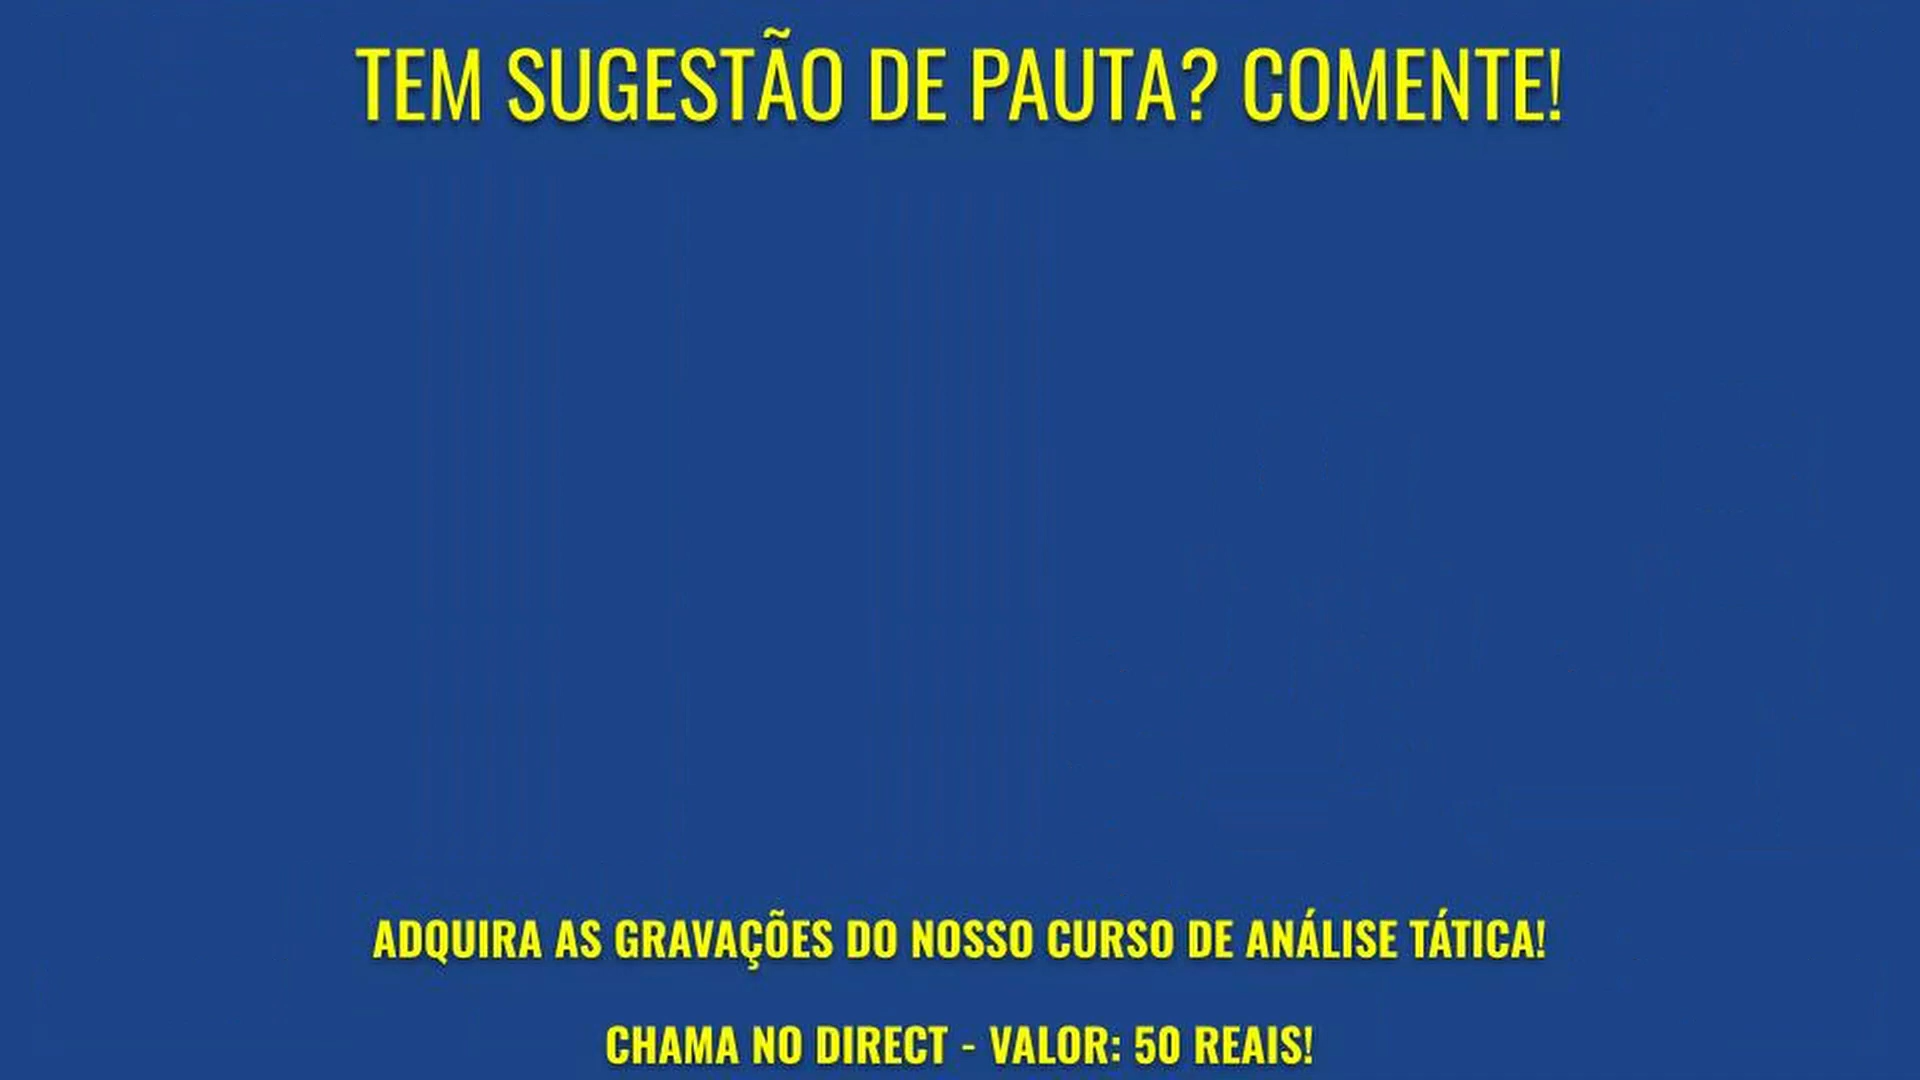 TEM SUGESTÃO DE PAUTA? COMENTE!
ADQUIRA AS GRAVAÇÕES DO NOSSO CURSO DE ANÁLISE TÁTICA!
CHAMA NO DIRECT - VALOR: 50 REAIS!